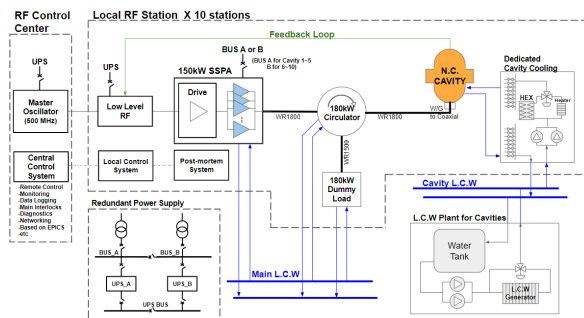 RF Control
Center
Local RF Station X 10 stations
Feedback Loop
UPS
UPS
BUS A or B
(BUS A for Cavity 1~5
B for 6~10)
150kW SSPA
Drive
Master
Oscillator
(500 MHz)
Low Level
RF
WR1800
180kW
Circulator
WR1800
N.C.
CAVITY
W/G
to Coaxial
Dedicated
Cavity Cooling
HEX
Heater
WR1500
180kW
Dummy
Load
Central
Control
System
Local Control
System
Post-mortem
System
-Remote Control
-Monitoring
-Data Logging
-Main Interlocks
-Diagnostics
-Networking
-Based on EPICS
-etc
Redundant Power Supply
BUS_A
BUS_B
UPS_A
UPS_B
UPS BUS
Main L.C.W
Cavity L.C.W
L.C.W Plant for Cavities
Water
Tank
L.C.W
Generator